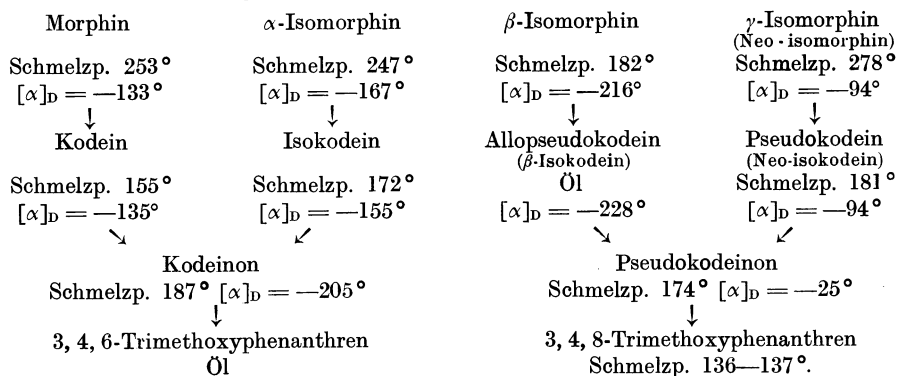 Morphin α-Isomorphin β-Isomorphin γ-Isomorphin
(Neo-isomorphin)
Schmelzp. 253° Schmelzp. 247° Schmelzp. 182° Schmelzp. 278°
[α]D = —133° [α]D = —167° [α]D = —216° [α]D = —94°
↓ ↓ ↓ ↓
Kodein Isokodein Allopseudokodein Pseudokodein
(β-Isokodein) (Neo-isokodein)
Schmelzp. 155° Schmelzp. 172° Öl Schmelzp. 181°
[α]D = —135° [α]D = —155° [α]D = —228° [α]D = —94°
↘ ↙ ↘ ↙
Kodeinon Pseudokodeinon
Schmelzp. 187° [α]D = —205° Schmelzp. 174° [α]D = —25°
↓ ↓
3, 4, 6-Trimethoxyphenanthren 3, 4, 8-Trimethoxyphenanthren
Öl Schmelzp. 136—137°.